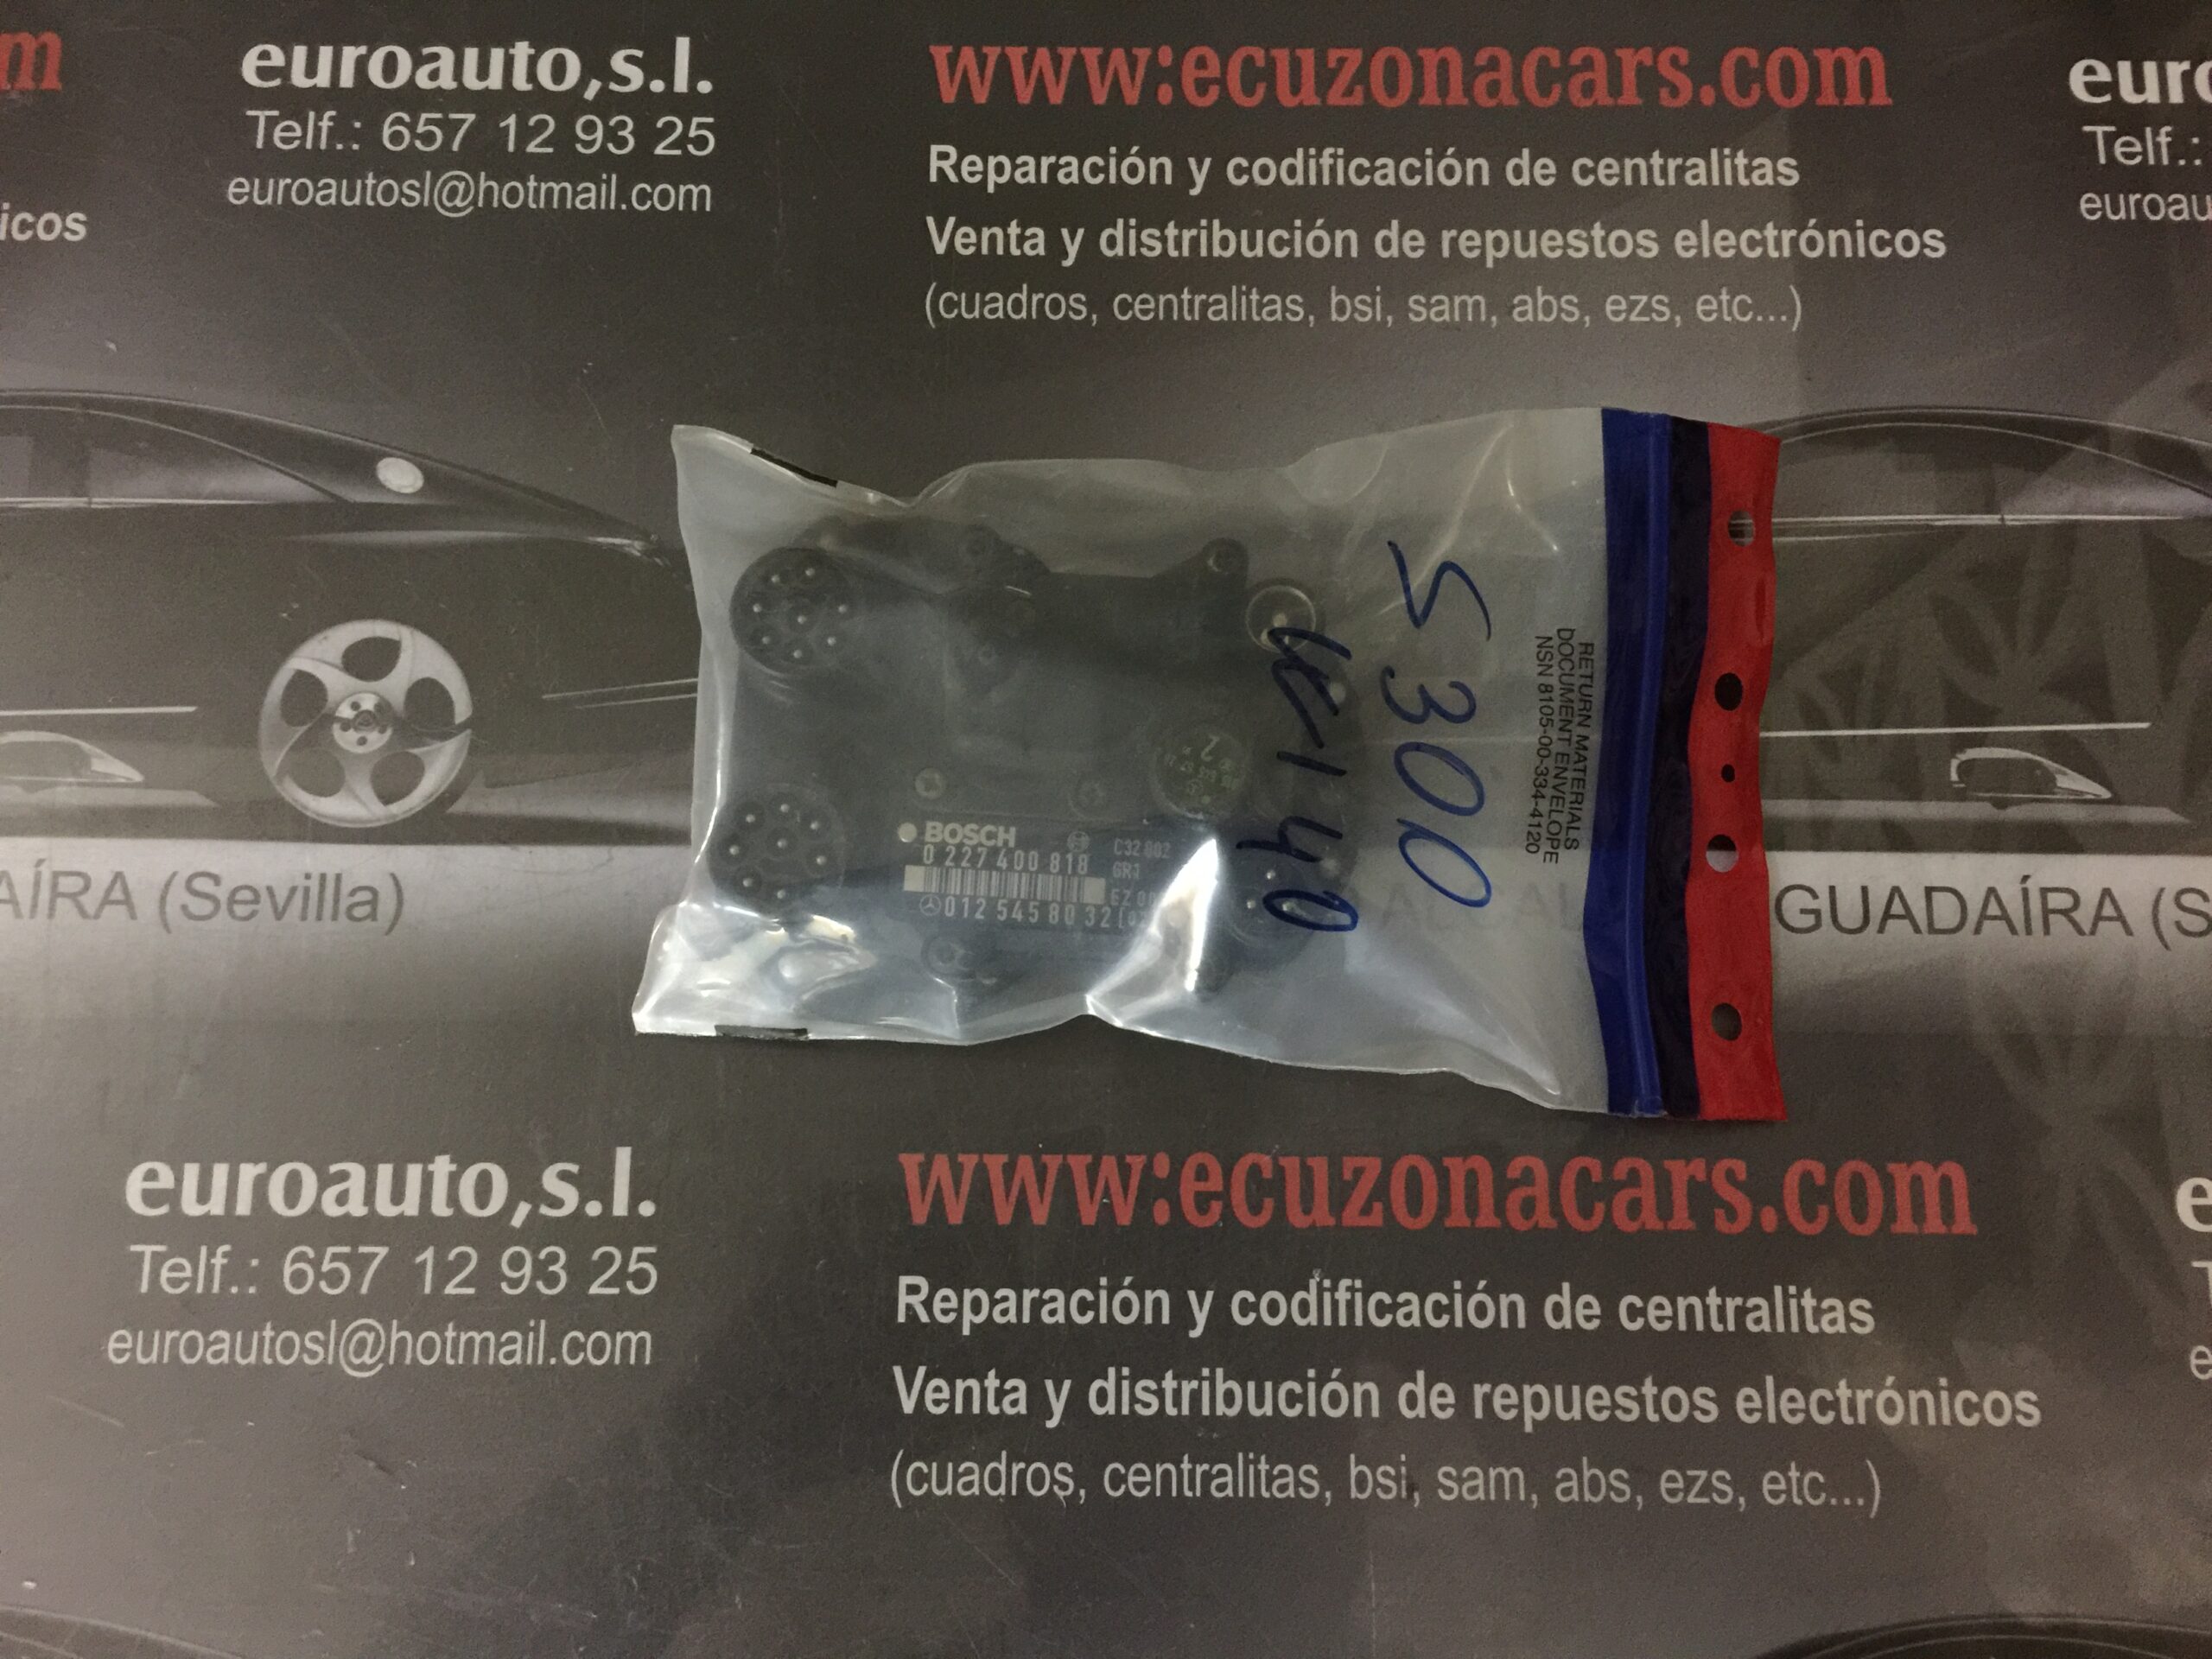 m
euroauto,s.l.
www:ecuzonacars.com
euro
Telf.: 657 12 93 25
Telf.:
euroautosl@hotmail.com
euroau
Reparación y codificación de centralitas
icos
Venta y distribución de repuestos electrónicos
(cuadros, centralitas, bsi, sam, abs, ezs, etc...)
S300
W140
RETURN MATERIALS
DOCUMENT ENVELOPE
NSN 8105-00-334-4120
BOSCH
0 227 400 818
012 545 80 32
AÍRA (Sevilla)
GUADAÍRA (S
euroauto,s.l.
www:ecuzonacars.com
e
Telf.: 657 12 93 25
T
euroautosl@hotmail.com
e
Reparación y codificación de centralitas
Venta y distribución de repuestos electrónicos
(cuadros, centralitas, bsi, sam, abs, ezs, etc...)